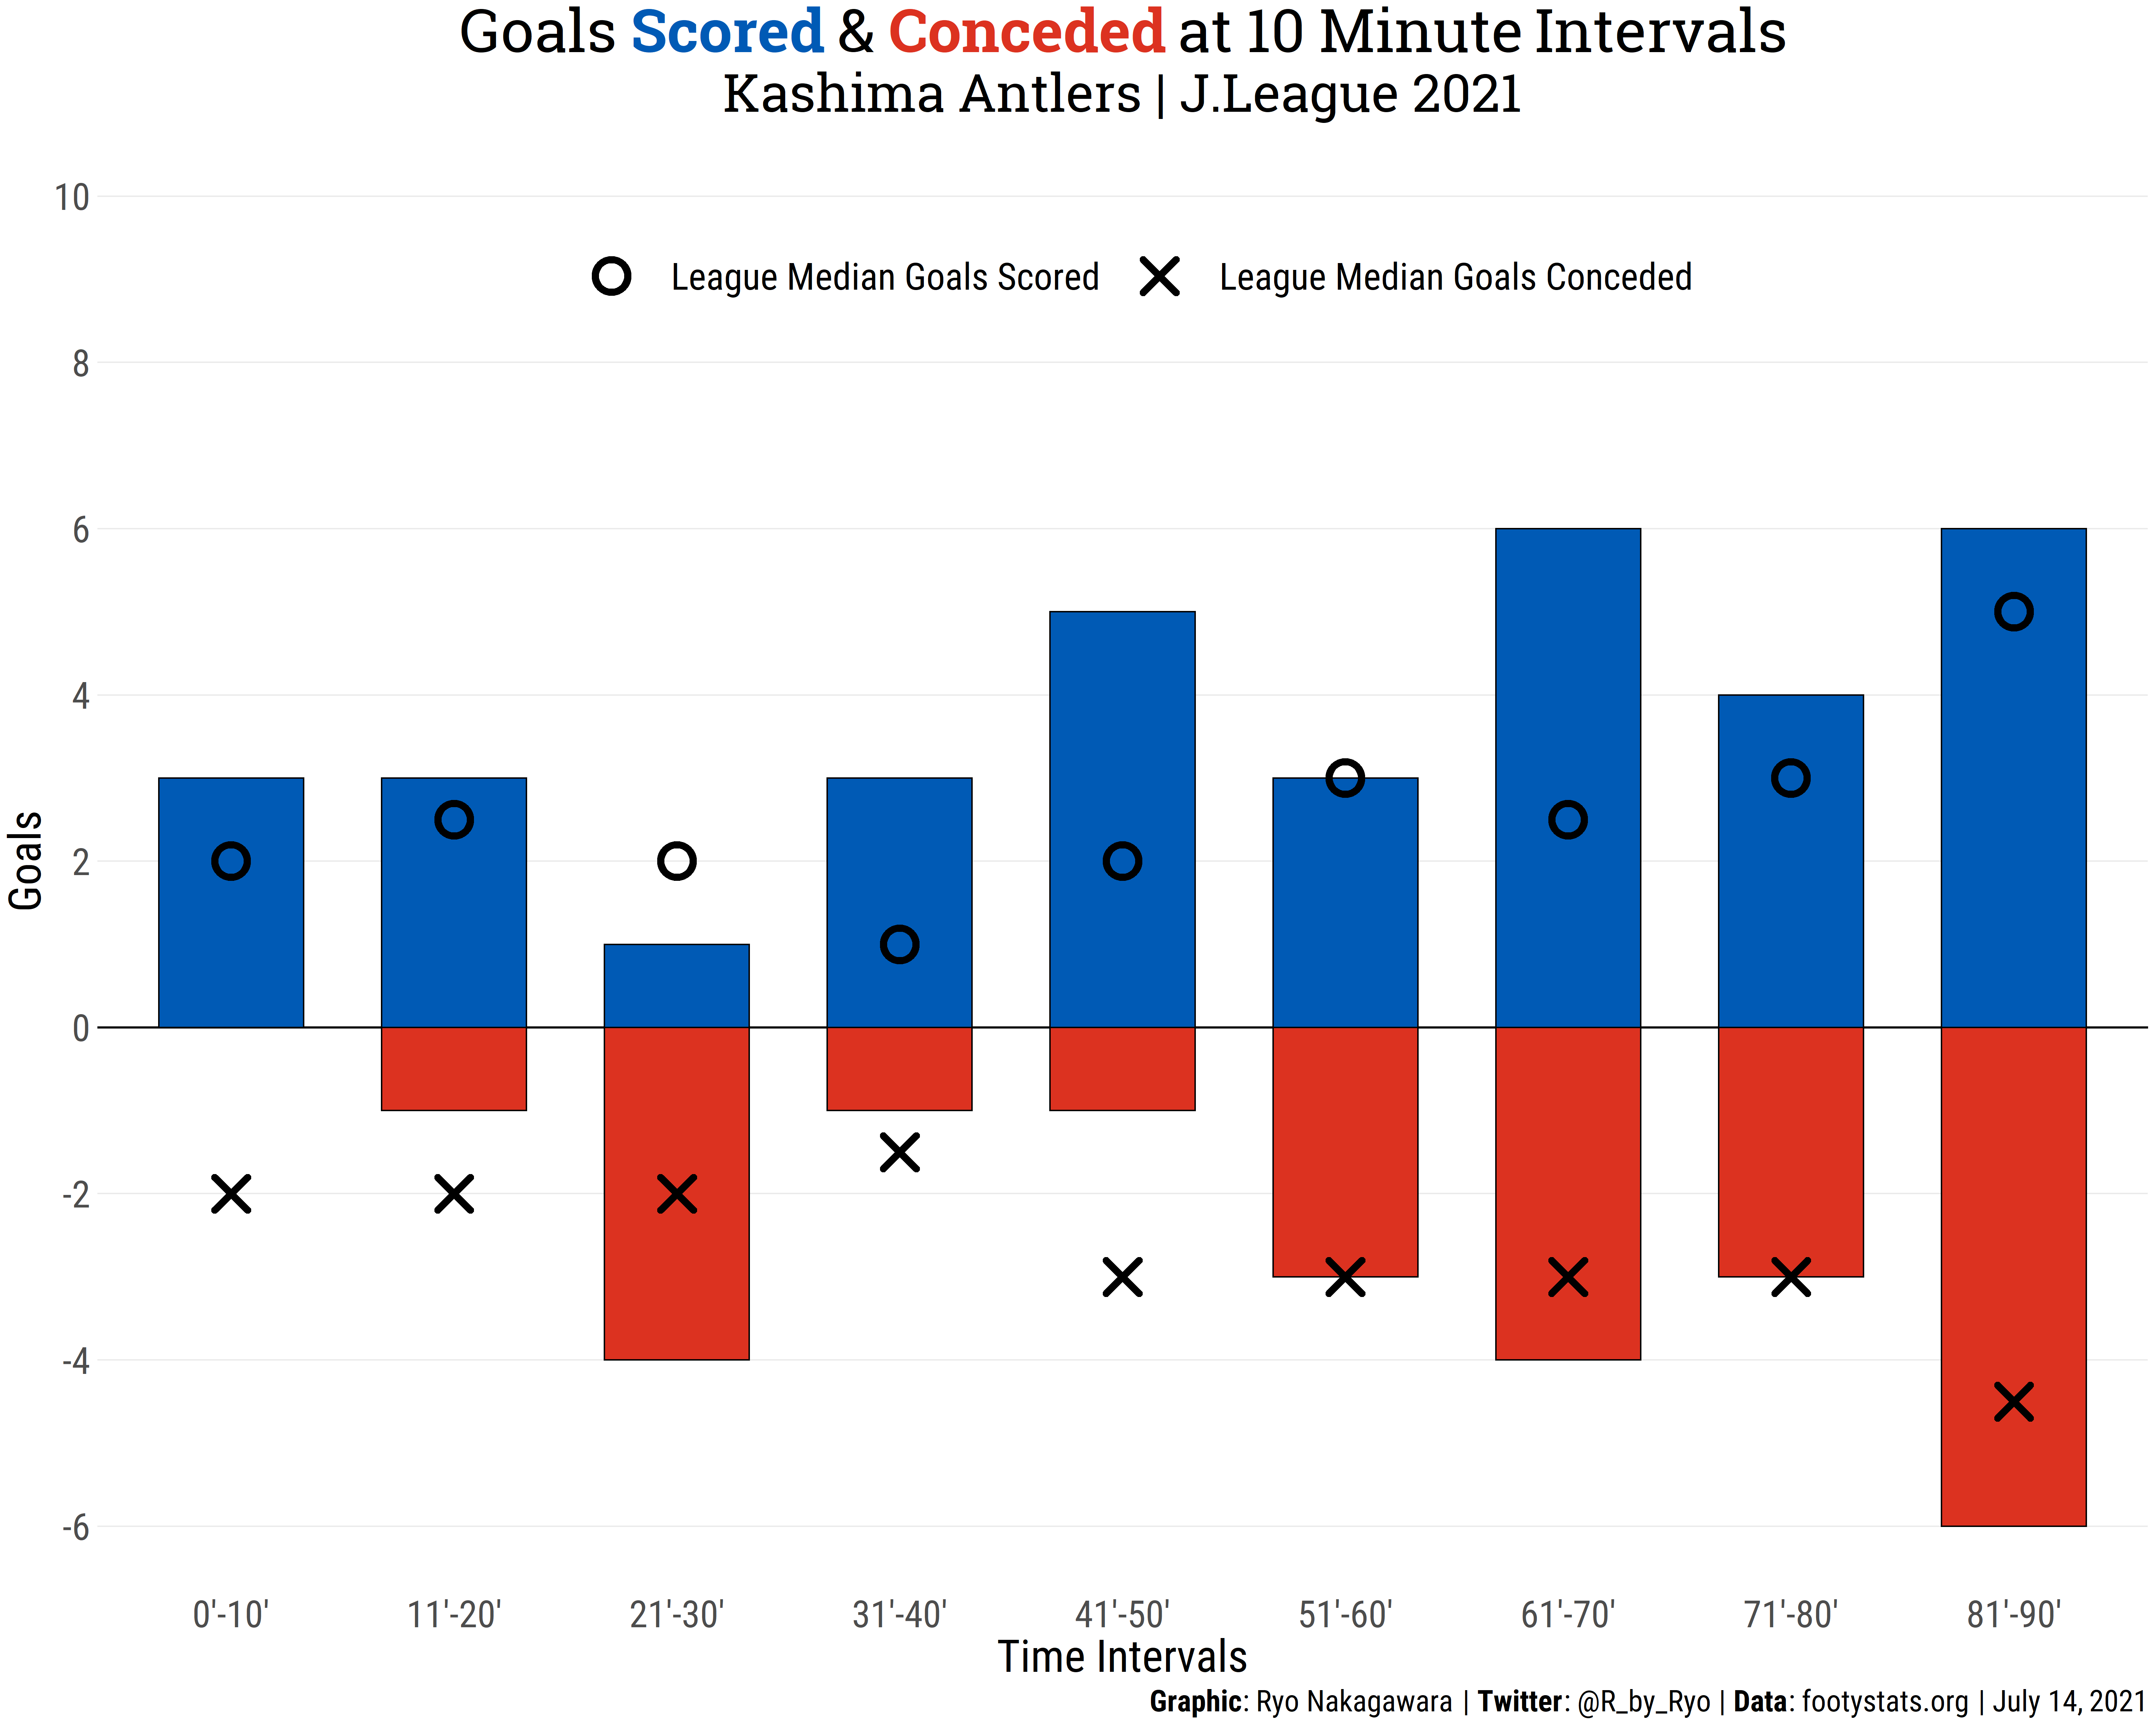 Goals Scored & Conceded at 10 Minute Intervals
Kashima Antlers | J.League 2021
10
League Median Goals Scored
League Median Goals Conceded
8
6
4
2
0
-2
-4
-6
Goals
0'-10'
11'-20'
21'-30'
31'-40'
41'-50'
51'-60'
61'-70'
71'-80'
81'-90'
Time Intervals
Graphic: Ryo Nakagawara | Twitter: @R_by_Ryo | Data: footystats.org | July 14, 2021